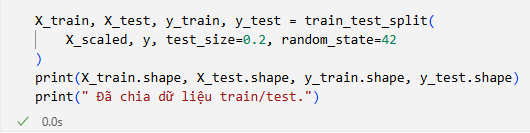 X_train, X_test, y_train, y_test = train_test_split(
    X_scaled, y, test_size=0.2, random_state=42
)
print(X_train.shape, X_test.shape, y_train.shape, y_test.shape)
print(" Đã chia dữ liệu train/test.")
✓ 0.0s